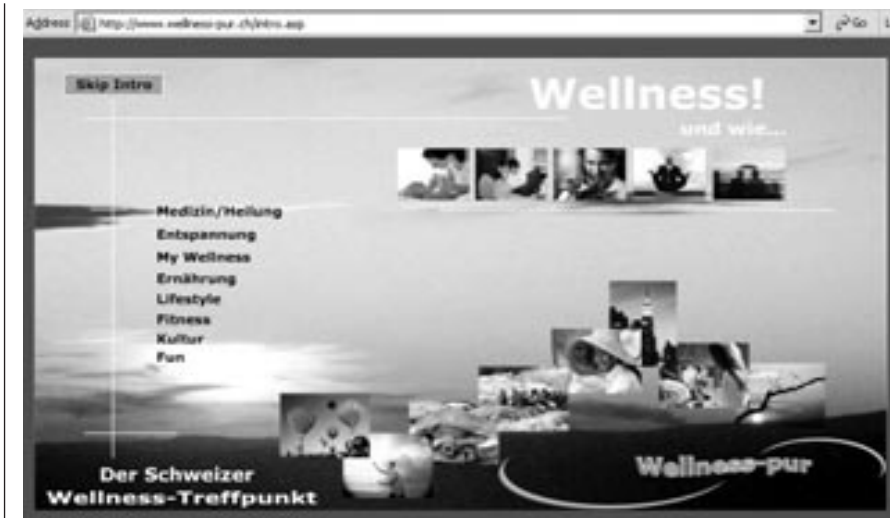 Address http://www.wellness-pur.ch/intro.asp Go
Skip Intro
Wellness!
und wie...
Medizin/Heilung
Entspannung
My Wellness
Ernährung
Lifestyle
Fitness
Kultur
Fun
Wellness-pur
Der Schweizer
Wellness-Treffpunkt